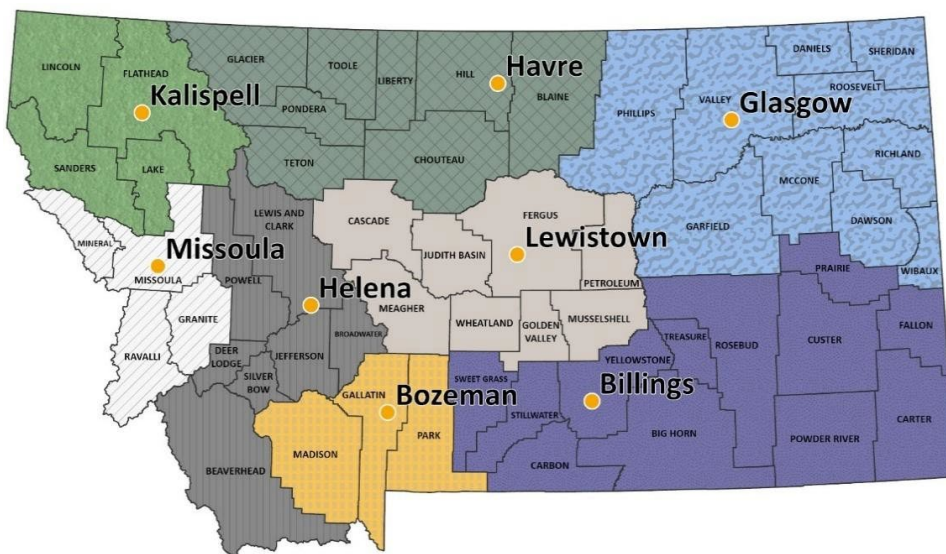 LINCOLN
FLATHEAD
Kalispell
SANDERS
LAKE
GLACIER
TOOLE
LIBERTY
HILL
Havre
BLAINE
PONDERA
TETON
CHOUTEAU
PHILLIPS
VALLEY
DANIELS
SHERIDAN
ROOSEVELT
Glasgow
RICHLAND
MCCONE
GARFIELD
DAWSON
WIBAUX
MINERAL
Missoula
MISSOULA
GRANITE
RAVALLI
LEWIS AND
CLARK
POWELL
Helena
BROADWATER
JEFFERSON
DEER
LODGE
SILVER
BOW
BEAVERHEAD
CASCADE
JUDITH BASIN
FERGUS
Lewistown
PETROLEUM
MEAGHER
WHEATLAND
GOLDEN
VALLEY
MUSSELSHELL
GALLATIN
Bozeman
MADISON
PARK
SWEET GRASS
STILLWATER
YELLOWSTONE
Billings
CARBON
BIG HORN
TREASURE
ROSEBUD
PRAIRIE
CUSTER
FALLON
CARTER
POWDER RIVER